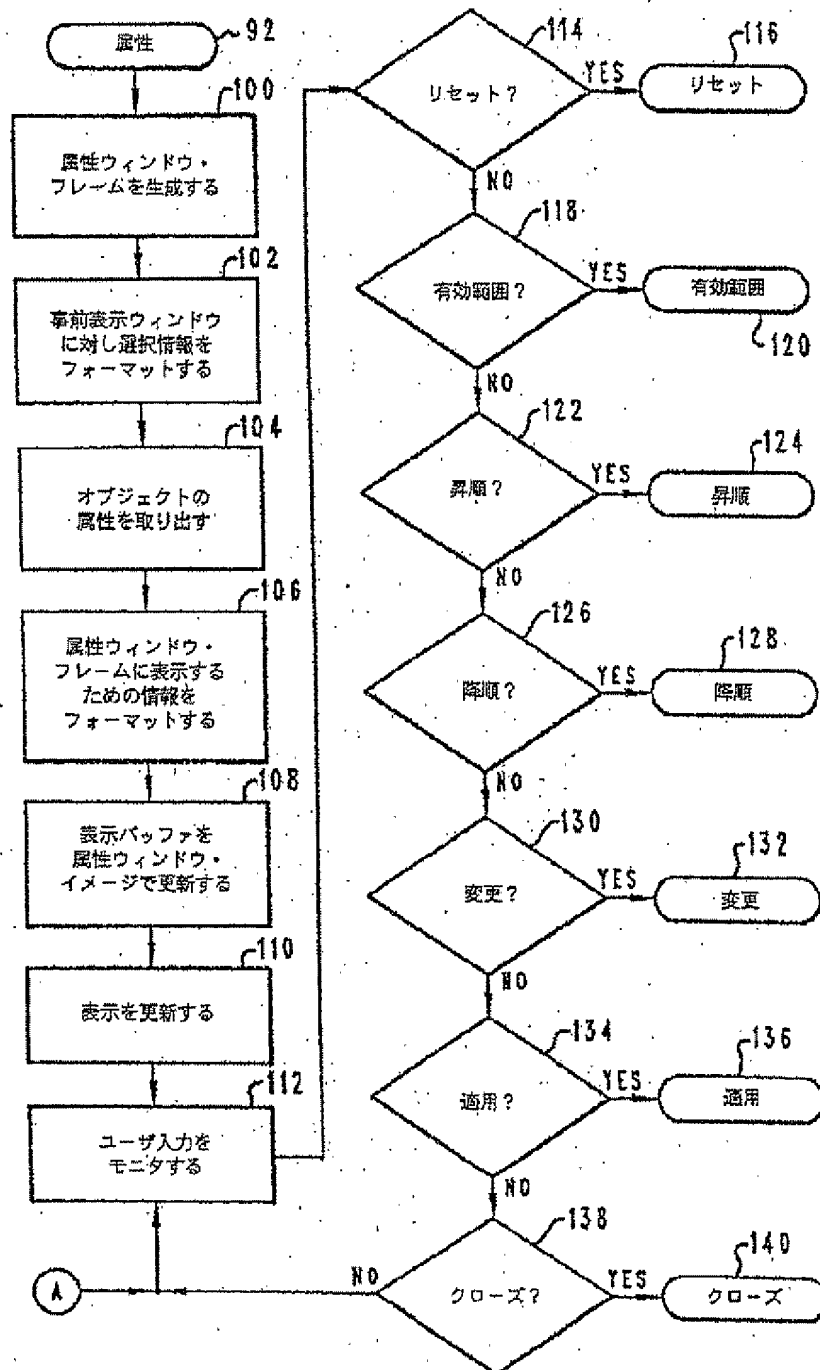 属性
92
100
属性ウィンドウ・
フレームを生成する
102
事前表示ウィンドウ
に対し選択情報を
フォーマットする
104
オブジェクトの
属性を取り出す
106
属性ウィンドウ・
フレームに表示する
ための情報を
フォーマットする
108
表示バッファを
属性ウィンドウ・
イメージで更新する
110
表示を更新する
112
ユーザ入力を
モニタする
A
114
リセット?
YES
116
リセット
NO
118
有効範囲?
YES
有効範囲
120
NO
122
昇順?
YES
124
昇順
NO
126
降順?
YES
128
降順
NO
130
変更?
YES
132
変更
NO
134
適用?
YES
136
適用
NO
138
クローズ?
NO
YES
140
クローズ